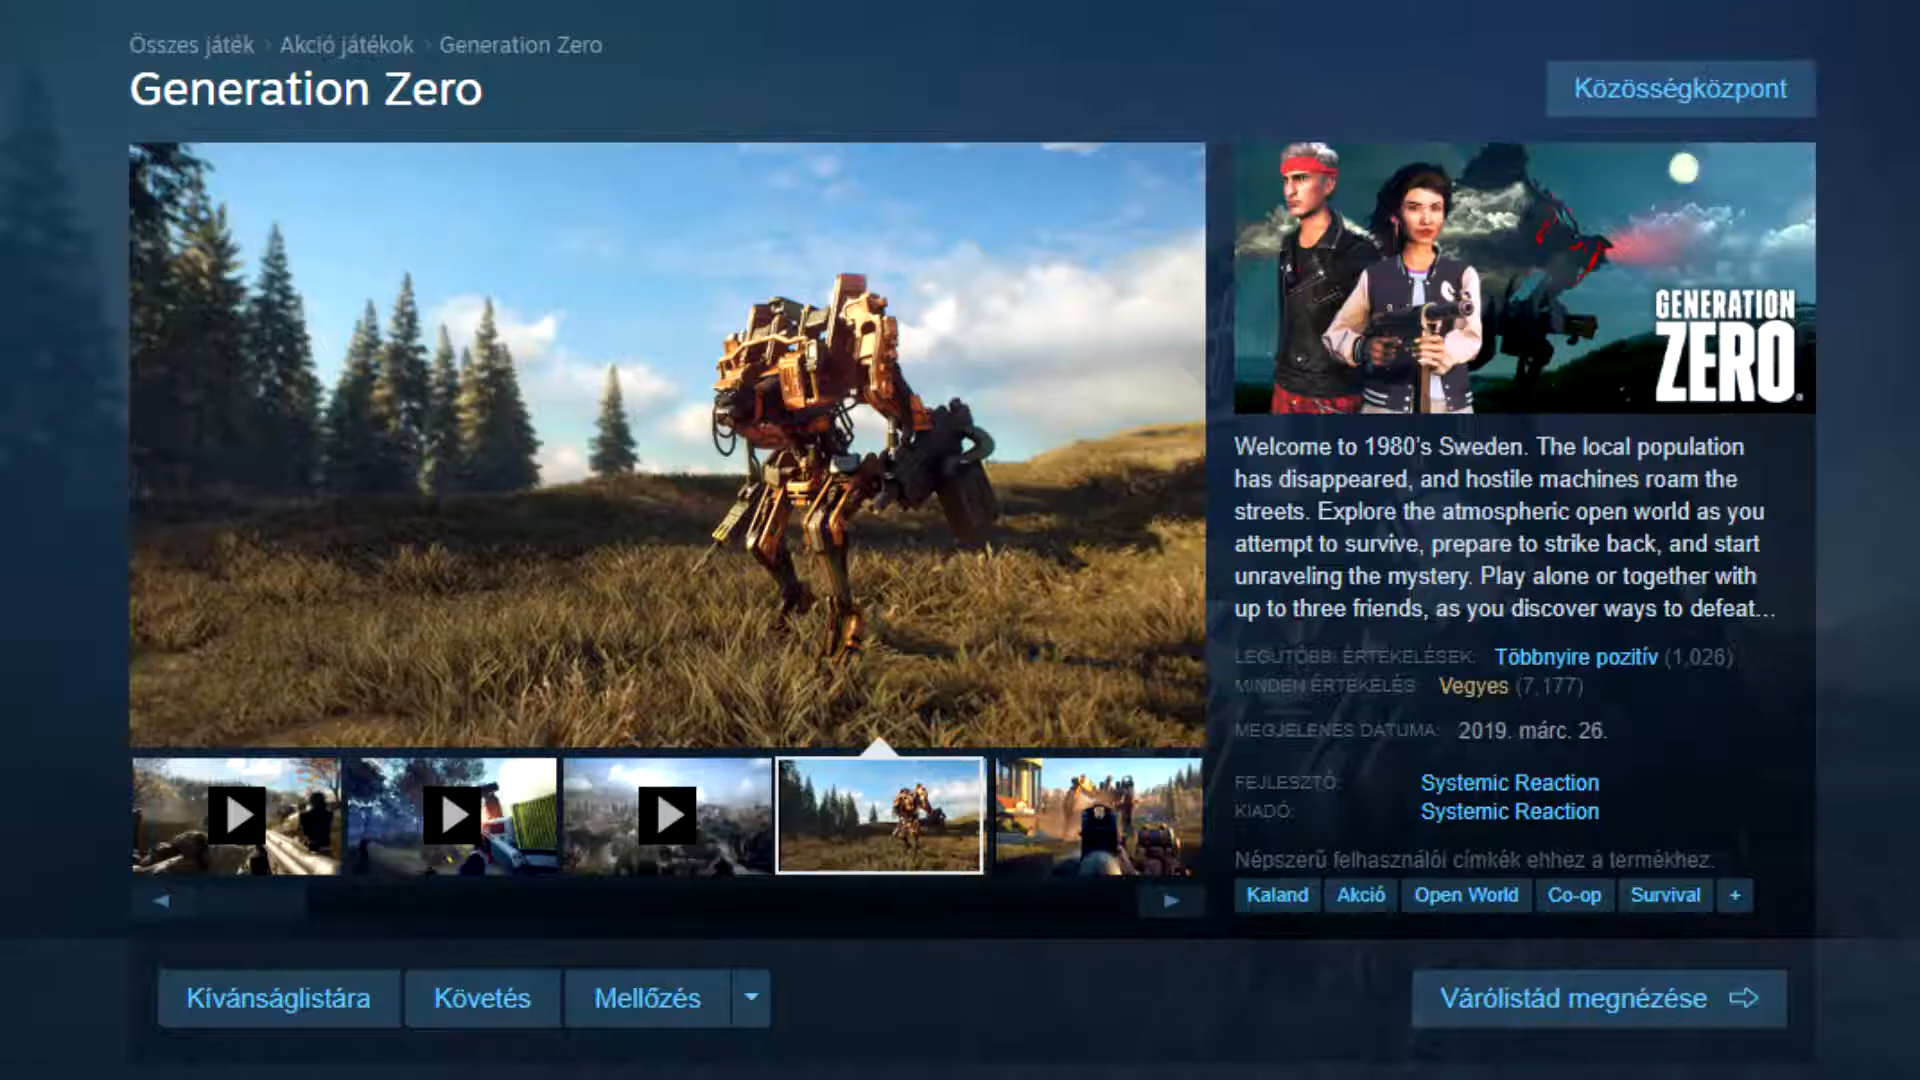 Összes játék › Akció játékok › Generation Zero
Generation Zero
Közösségközpont
GENERATION
ZERO
Welcome to 1980's Sweden. The local population
has disappeared, and hostile machines roam the
streets. Explore the atmospheric open world as you
attempt to survive, prepare to strike back, and start
unraveling the mystery. Play alone or together with
up to three friends, as you discover ways to defeat...
LEGUTÓBBI ÉRTÉKELÉSEK: Többnyire pozitív (1,026)
MINDEN ÉRTÉKELÉS: Vegyes (7,177)
MEGJELENÉS DÁTUMA: 2019. márc. 26.
FEJLESZTŐ: Systemic Reaction
KIADÓ: Systemic Reaction
Népszerű felhasználói címkék ehhez a termékhez:
Kaland Akció Open World Co-op Survival +
Kívánságlistára Követés Mellőzés
Várólistád megnézése